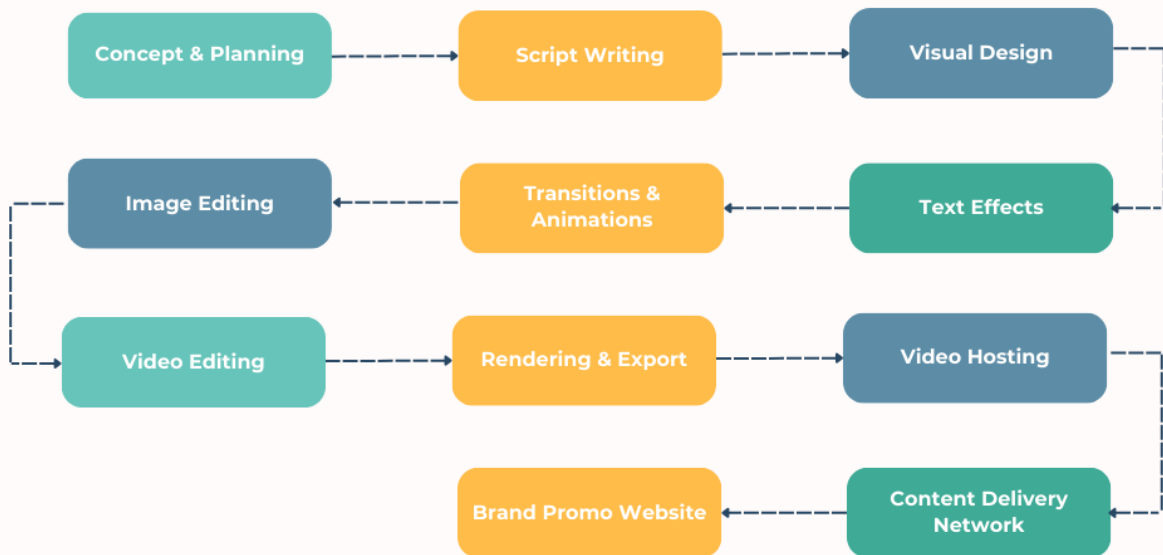 Concept & Planning
Script Writing
Visual Design
Text Effects
Transitions &
Animations
Image Editing
Video Editing
Rendering & Export
Video Hosting
Content Delivery
Network
Brand Promo Website